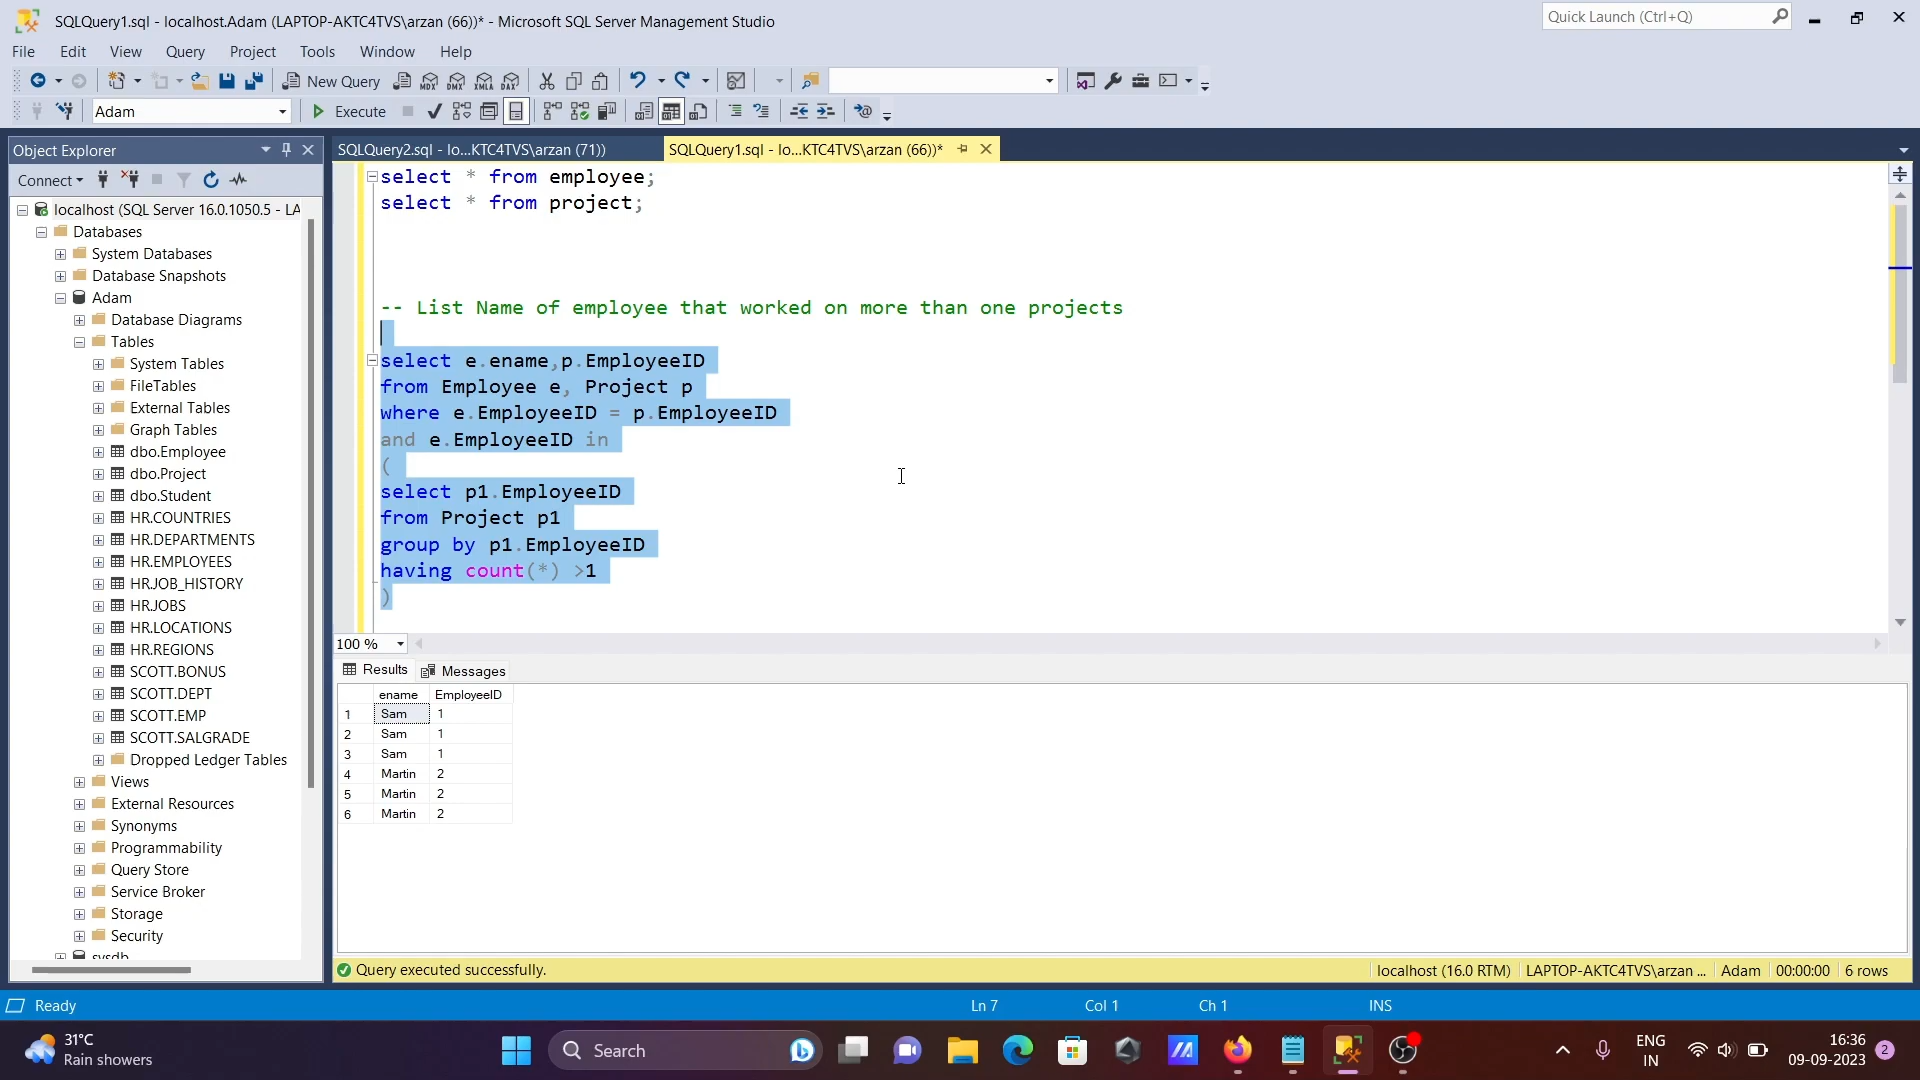 SQLQuery1.sql - localhost.Adam (LAPTOP-AKTC4TVS\arzan (66))* - Microsoft SQL Server Management Studio
Quick Launch (Ctrl+Q)
File Edit View Query Project Tools Window Help
New Query MDX DMX XMLA DAX
Adam Execute
Object Explorer
SQLQuery2.sql - lo...KTC4TVS\arzan (71))
SQLQuery1.sql - lo...KTC4TVS\arzan (66))*
Connect
localhost (SQL Server 16.0.1050.5 - LA
Databases
System Databases
Database Snapshots
Adam
Database Diagrams
Tables
System Tables
FileTables
External Tables
Graph Tables
dbo.Employee
dbo.Project
dbo.Student
HR.COUNTRIES
HR.DEPARTMENTS
HR.EMPLOYEES
HR.JOB_HISTORY
HR.JOBS
HR.LOCATIONS
HR.REGIONS
SCOTT.BONUS
SCOTT.DEPT
SCOTT.EMP
SCOTT.SALGRADE
Dropped Ledger Tables
Views
External Resources
Synonyms
Programmability
Query Store
Service Broker
Storage
Security
sysdb
select * from employee;
select * from project;
-- List Name of employee that worked on more than one projects
select e.ename,p.EmployeeID
from Employee e, Project p
where e.EmployeeID = p.EmployeeID
and e.EmployeeID in
(
select p1.EmployeeID
from Project p1
group by p1.EmployeeID
having count(*) >1
)
100 %
Results Messages
ename EmployeeID
1 Sam 1
2 Sam 1
3 Sam 1
4 Martin 2
5 Martin 2
6 Martin 2
Query executed successfully.
localhost (16.0 RTM) LAPTOP-AKTC4TVS\arzan ... Adam 00:00:00 6 rows
Ready Ln 7 Col 1 Ch 1 INS
31°C
Rain showers
Search
ENG
IN
16:36
09-09-2023
2